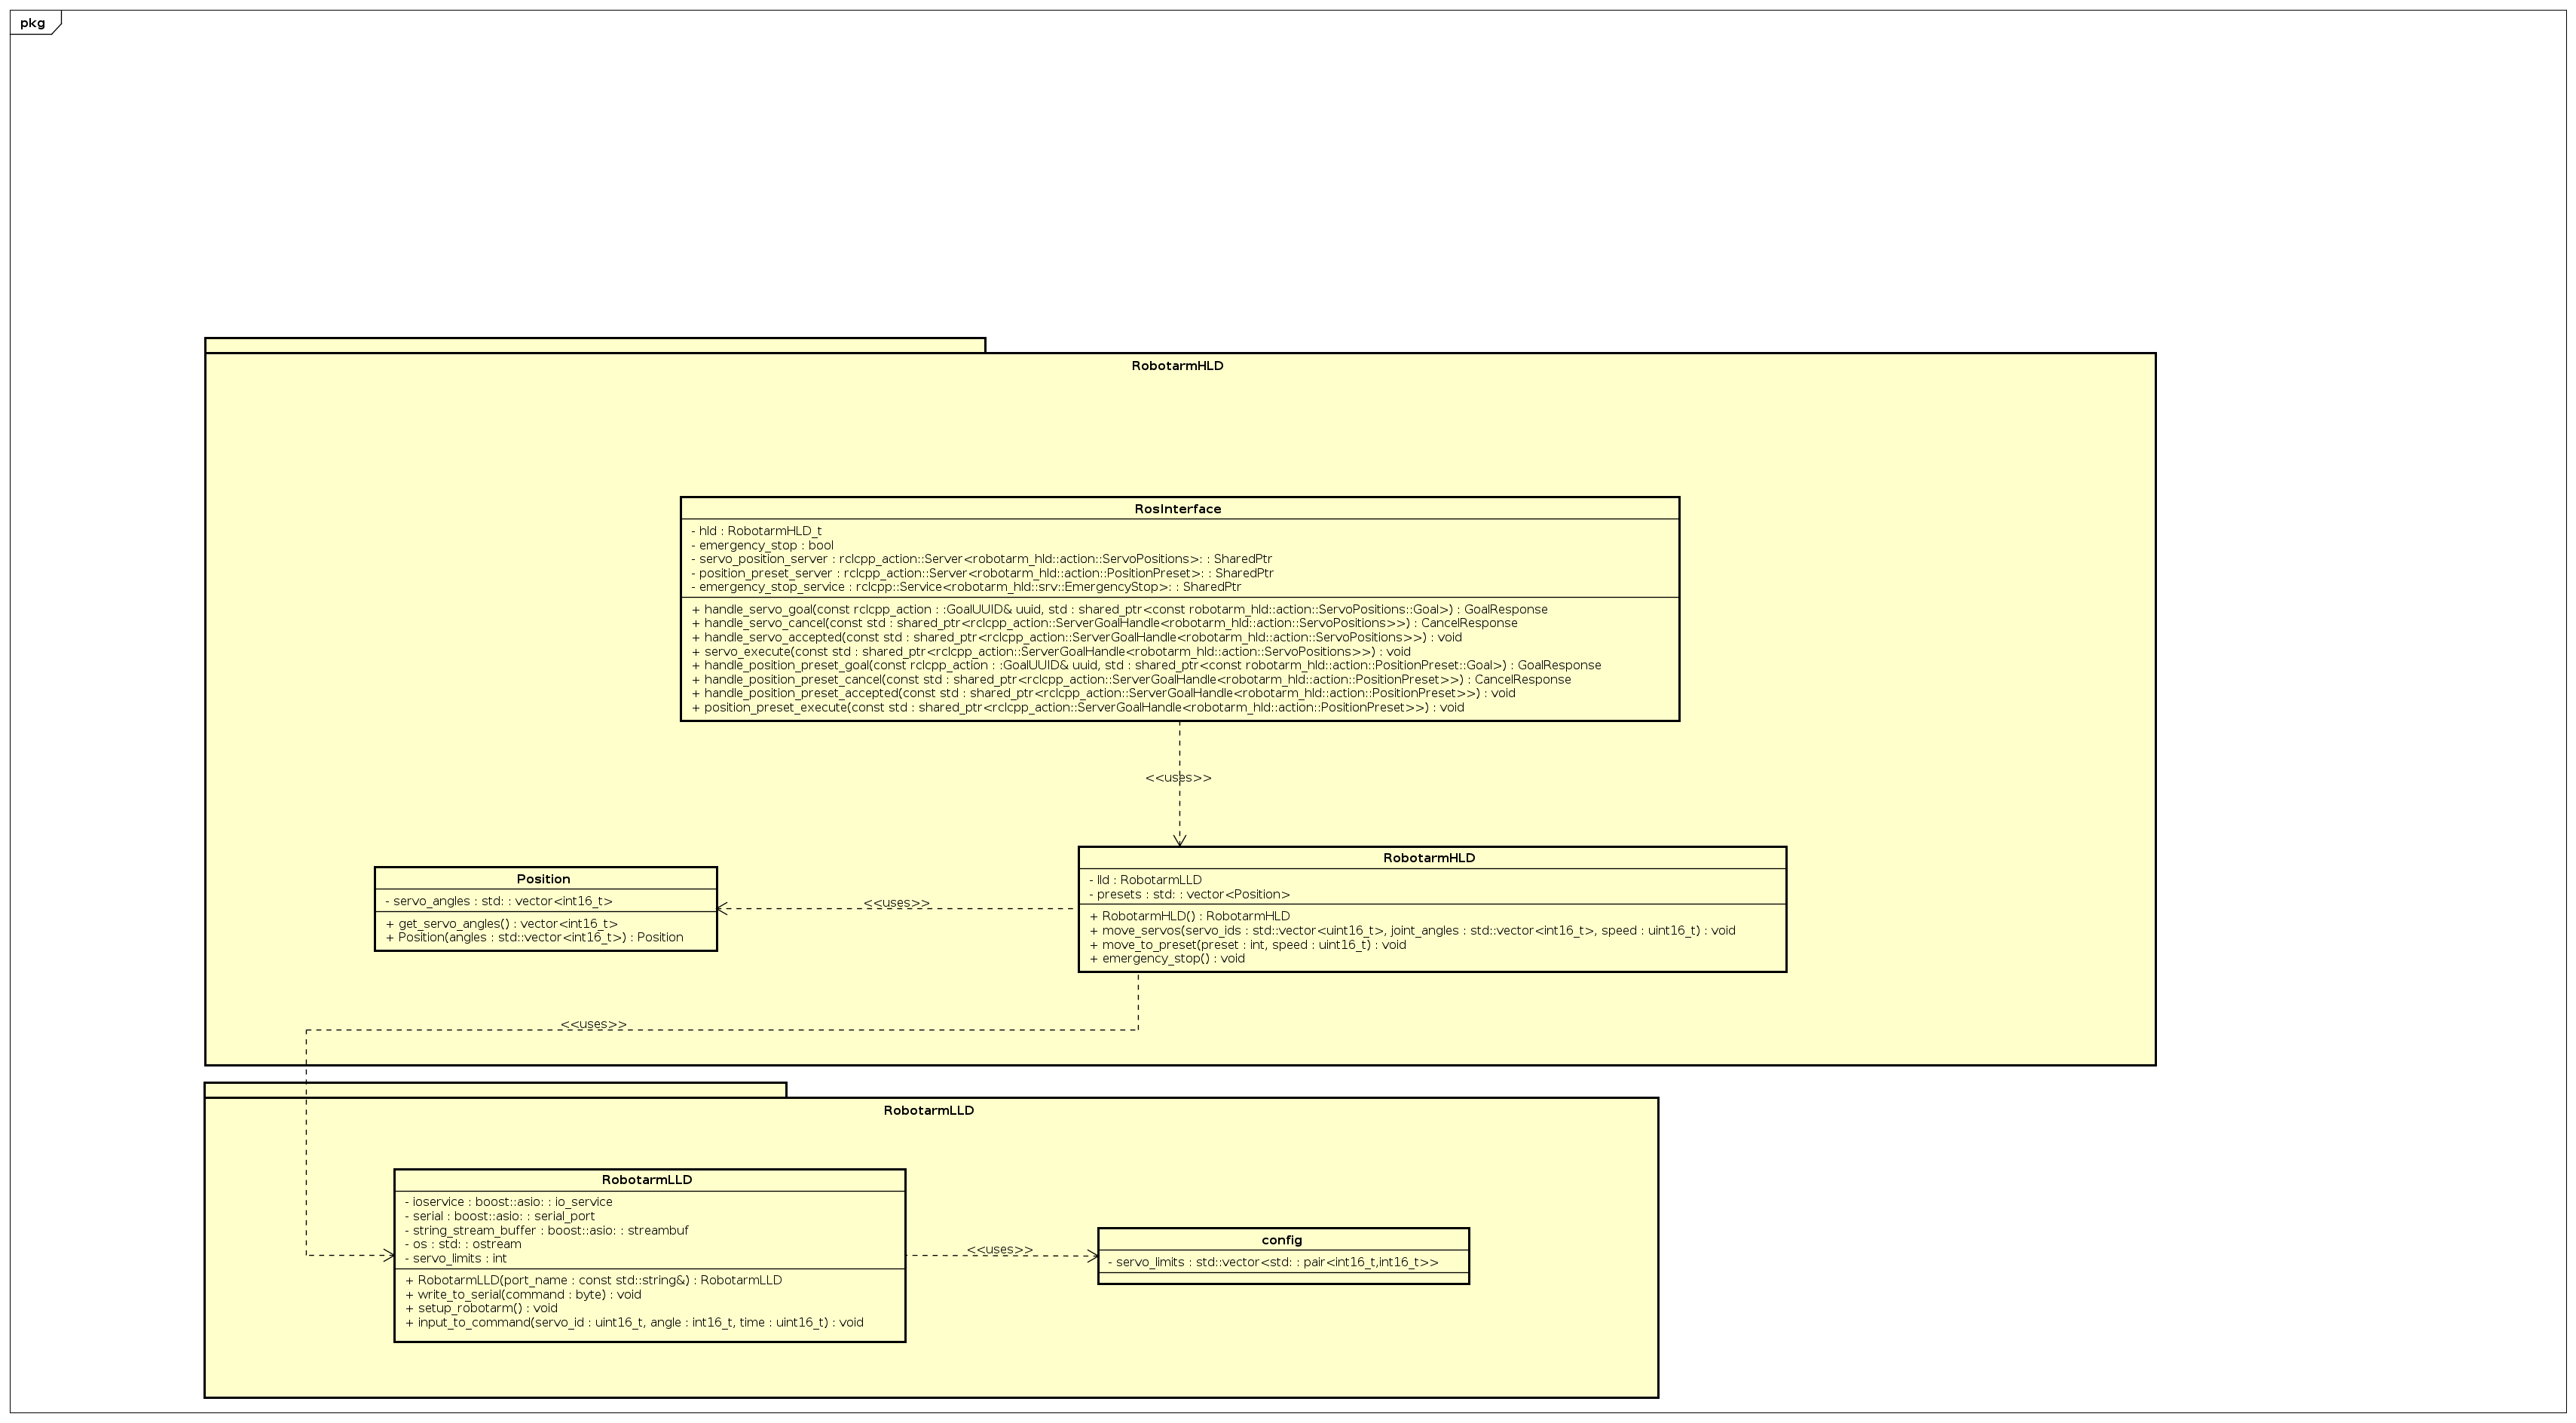 pkg
RobotarmHLD
RosInterface
- hld : RobotarmHLD_t
- emergency_stop : bool
- servo_position_server : rclcpp_action::Server<robotarm_hld::action::ServoPositions>: : SharedPtr
- position_preset_server : rclcpp_action::Server<robotarm_hld::action::PositionPreset>: : SharedPtr
- emergency_stop_service : rclcpp::Service<robotarm_hld::srv::EmergencyStop>: : SharedPtr
+ handle_servo_goal(const rclcpp_action : :GoalUUID& uuid, std : shared_ptr<const robotarm_hld::action::ServoPositions::Goal>) : GoalResponse
+ handle_servo_cancel(const std : shared_ptr<rclcpp_action::ServerGoalHandle<robotarm_hld::action::ServoPositions>>) : CancelResponse
+ handle_servo_accepted(const std : shared_ptr<rclcpp_action::ServerGoalHandle<robotarm_hld::action::ServoPositions>>) : void
+ servo_execute(const std : shared_ptr<rclcpp_action::ServerGoalHandle<robotarm_hld::action::ServoPositions>>) : void
+ handle_position_preset_goal(const rclcpp_action : :GoalUUID& uuid, std : shared_ptr<const robotarm_hld::action::PositionPreset::Goal>) : GoalResponse
+ handle_position_preset_cancel(const std : shared_ptr<rclcpp_action::ServerGoalHandle<robotarm_hld::action::PositionPreset>>) : CancelResponse
+ handle_position_preset_accepted(const std : shared_ptr<rclcpp_action::ServerGoalHandle<robotarm_hld::action::PositionPreset>>) : void
+ position_preset_execute(const std : shared_ptr<rclcpp_action::ServerGoalHandle<robotarm_hld::action::PositionPreset>>) : void
<<uses>>
Position
- servo_angles : std: : vector<int16_t>
+ get_servo_angles() : vector<int16_t>
+ Position(angles : std::vector<int16_t>) : Position
<<uses>>
RobotarmHLD
- lld : RobotarmLLD
- presets : std: : vector<Position>
+ RobotarmHLD() : RobotarmHLD
+ move_servos(servo_ids : std::vector<uint16_t>, joint_angles : std::vector<int16_t>, speed : uint16_t) : void
+ move_to_preset(preset : int, speed : uint16_t) : void
+ emergency_stop() : void
<<uses>>
RobotarmLLD
RobotarmLLD
- ioservice : boost::asio: : io_service
- serial : boost::asio: : serial_port
- string_stream_buffer : boost::asio: : streambuf
- os : std: : ostream
- servo_limits : int
+ RobotarmLLD(port_name : const std::string&) : RobotarmLLD
+ write_to_serial(command : byte) : void
+ setup_robotarm() : void
+ input_to_command(servo_id : uint16_t, angle : int16_t, time : uint16_t) : void
<<uses>>
config
- servo_limits : std::vector<std: : pair<int16_t,int16_t>>